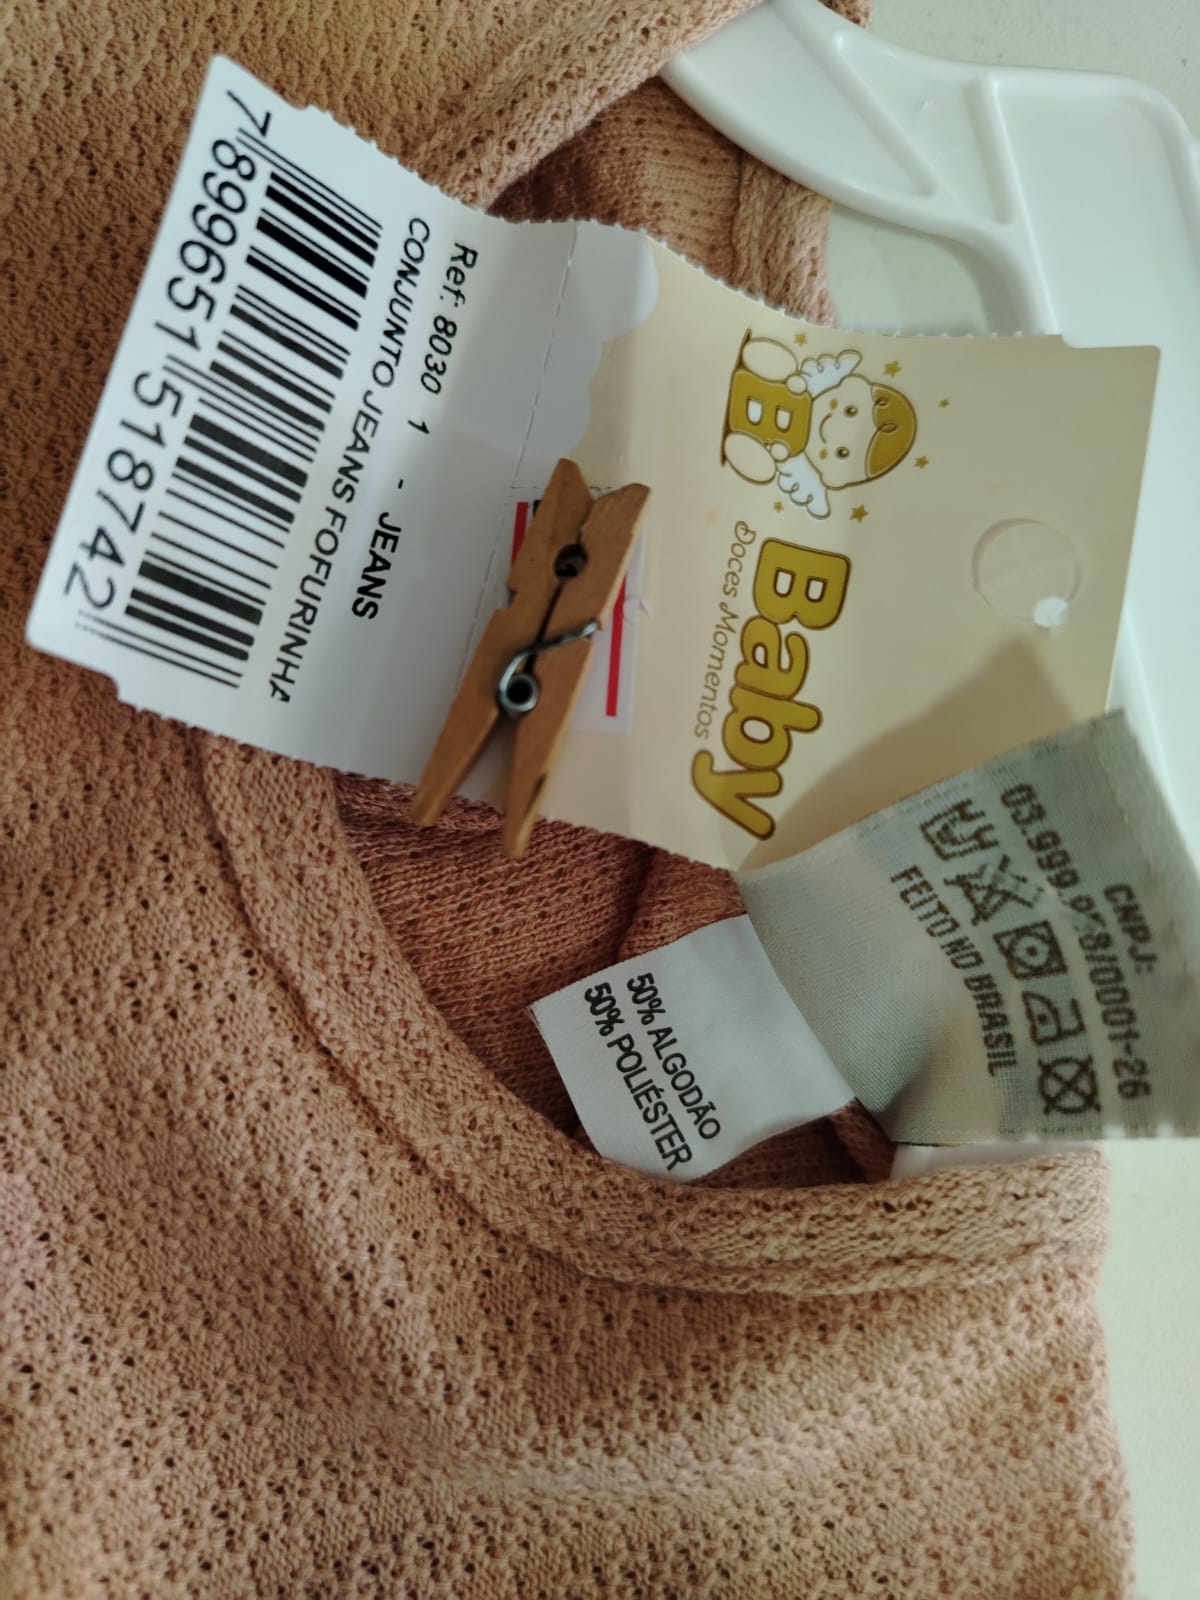 Ref: 8030 1 - JEANS
CONJUNTO JEANS FOFURINHA
7 899651 518742
B
Baby
Doces Momentos
50% ALGODÃO
50% POLIÉSTER
CNPJ:
FEITO NO BRASIL